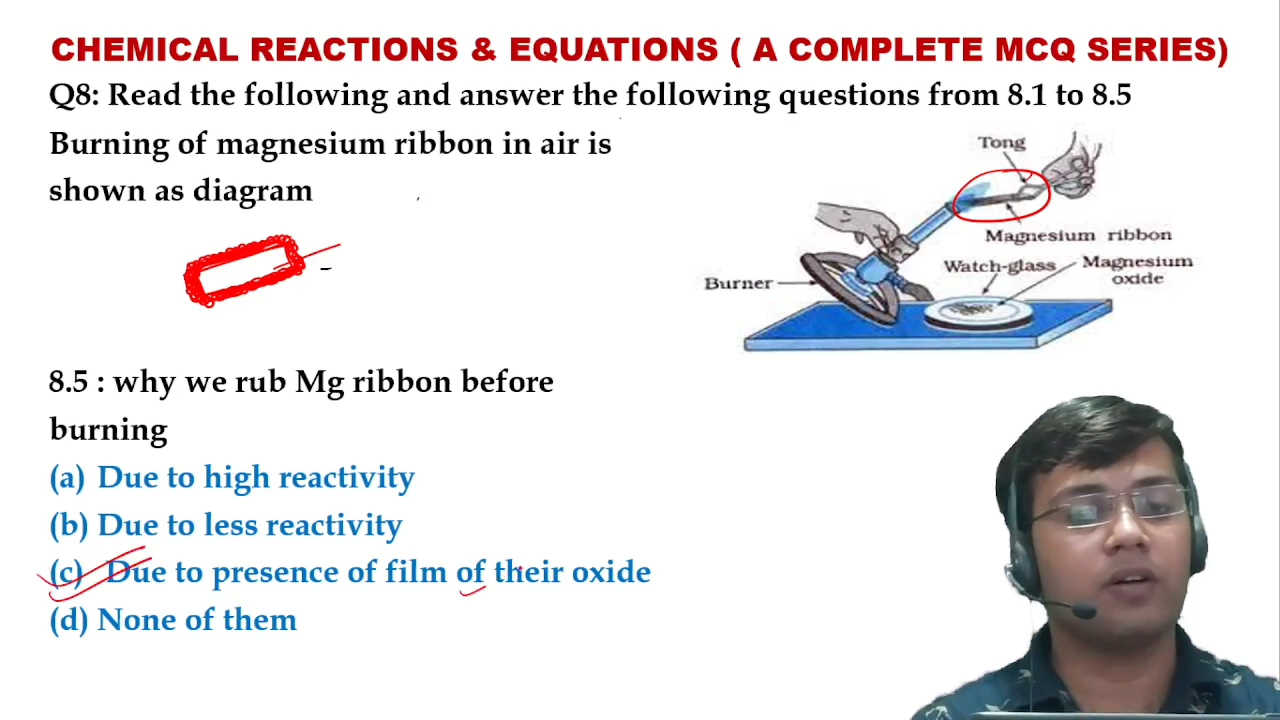 CHEMICAL REACTIONS & EQUATIONS ( A COMPLETE MCQ SERIES)
Q8: Read the following and answer the following questions from 8.1 to 8.5
Burning of magnesium ribbon in air is
shown as diagram
Tong
Magnesium ribbon
Watch-glass
Magnesium
oxide
Burner
8.5 : why we rub Mg ribbon before
burning
(a) Due to high reactivity
(b) Due to less reactivity
(c) Due to presence of film of their oxide
(d) None of them